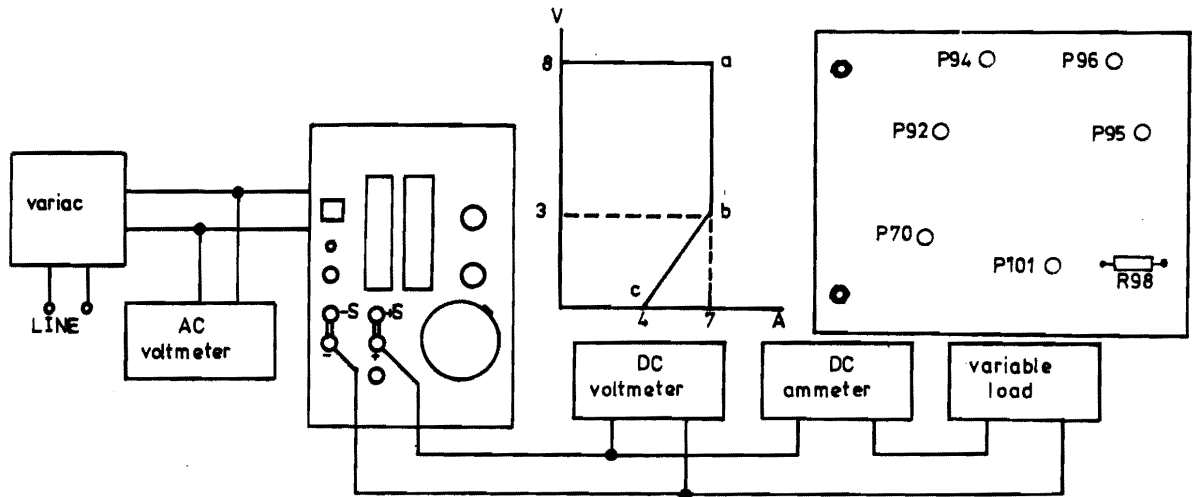 variac
LINE
AC
voltmeter
-S
+S
-
+
V
8
a
3
b
c
4
7
A
P94
P96
P92
P95
P70
P101
R98
DC
voltmeter
DC
ammeter
variable
load